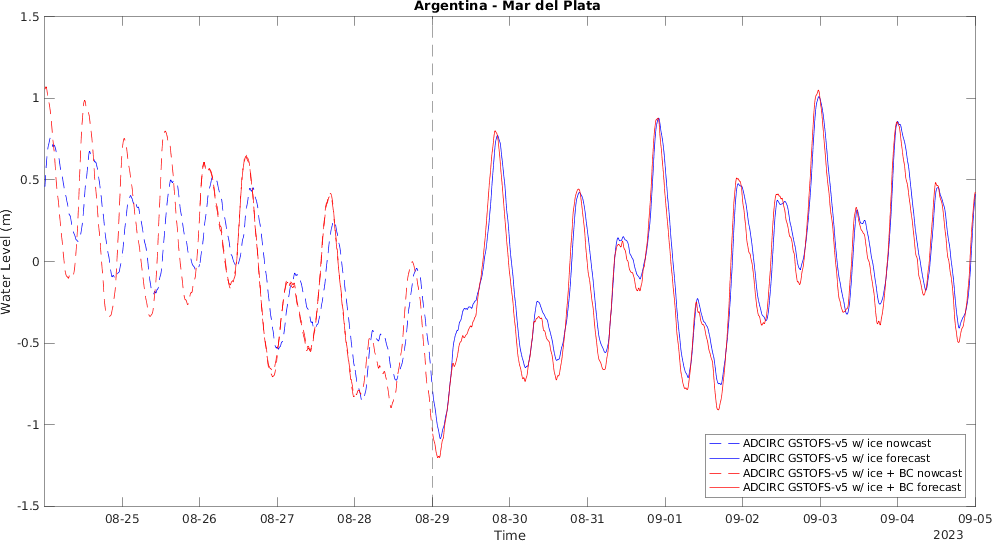 Argentina - Mar del Plata
1.5
1
0.5
0
-0.5
-1
-1.5
Water Level (m)
ADCIRC GSTOFS-v5 w/ ice nowcast
ADCIRC GSTOFS-v5 w/ ice forecast
ADCIRC GSTOFS-v5 w/ ice + BC nowcast
ADCIRC GSTOFS-v5 w/ ice + BC forecast
08-25 08-26 08-27 08-28 08-29 08-30 08-31 09-01 09-02 09-03 09-04 09-05
Time
2023